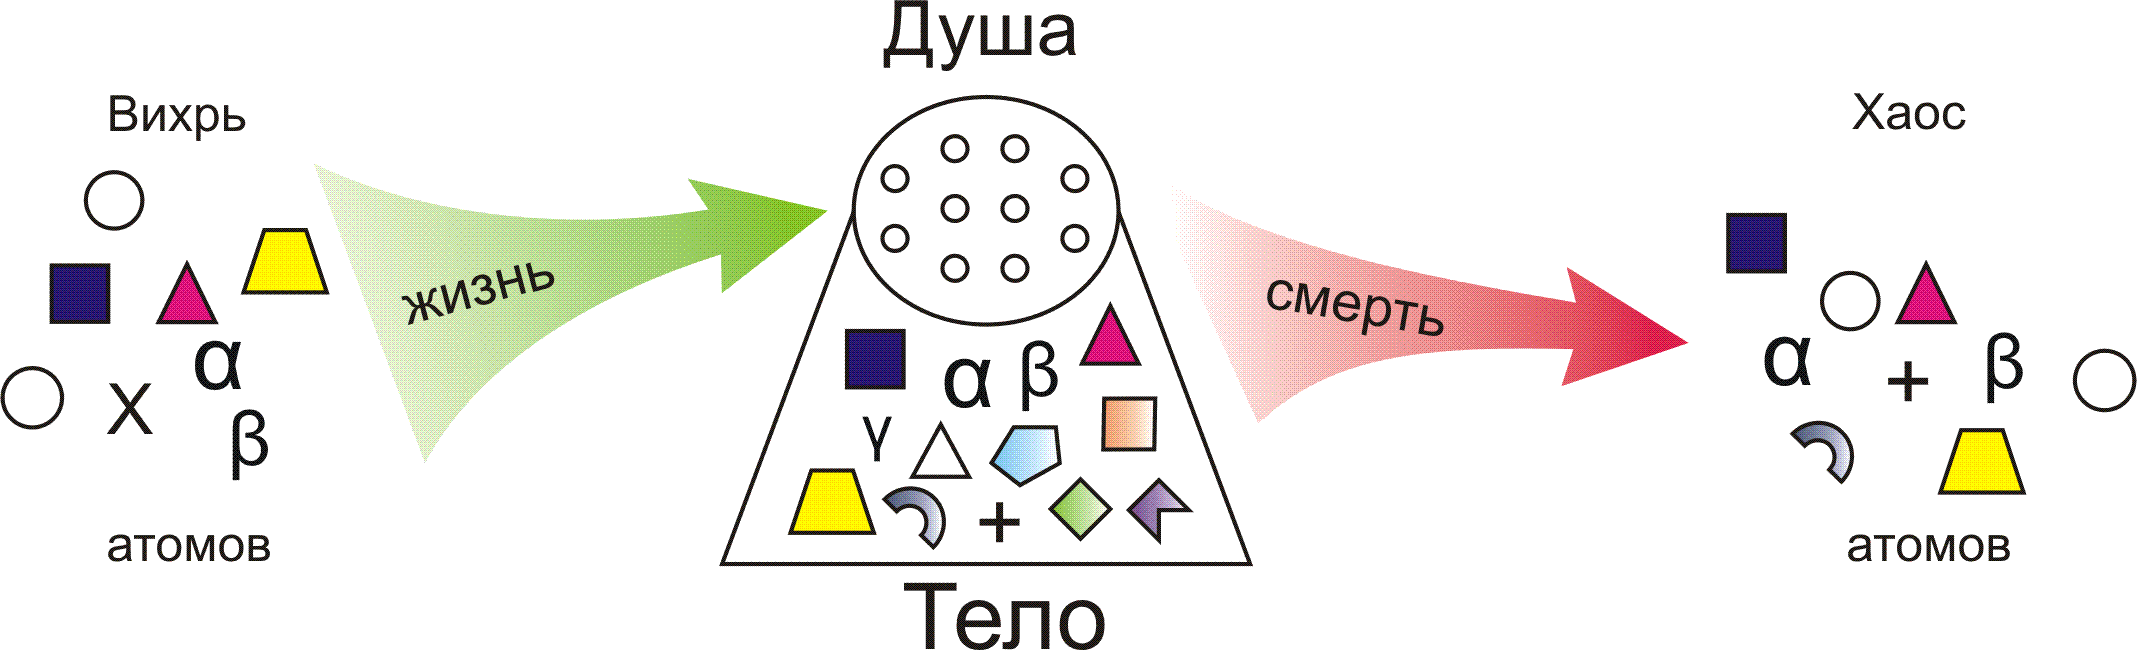 Душа
Вихрь
Хаос
жизнь
смерть
α
β
X
α β
γ
+
α
+
β
атомов
атомов
Тело